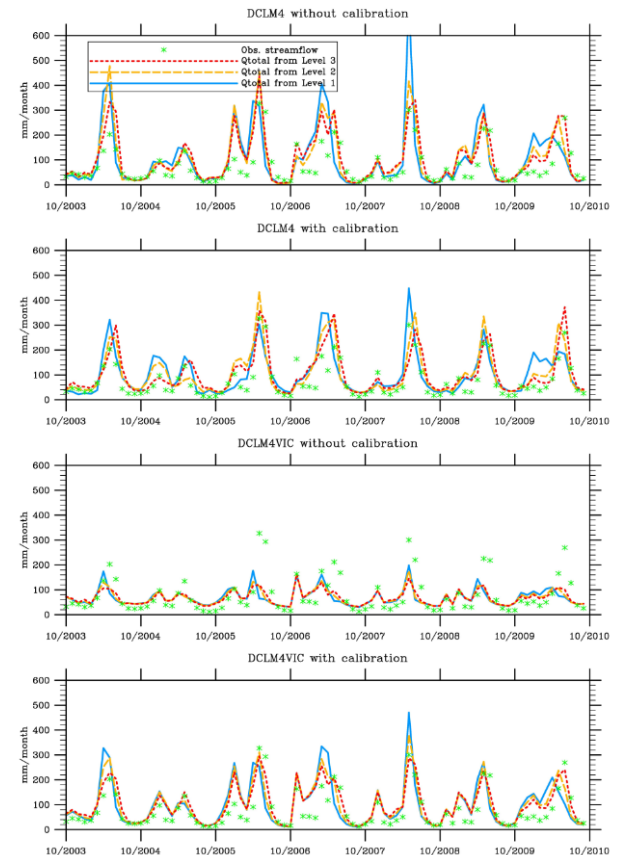 DCLM4 without calibration
600
500
400
300
200
100
0
mm/month
Obs. streamflow
Qtotal from Level 3
Qtotal from Level 2
Qtotal from Level 1
10/2003 10/2004 10/2005 10/2006 10/2007 10/2008 10/2009 10/2010
DCLM4 with calibration
600
500
400
300
200
100
0
mm/month
10/2003 10/2004 10/2005 10/2006 10/2007 10/2008 10/2009 10/2010
DCLM4VIC without calibration
600
500
400
300
200
100
0
mm/month
10/2003 10/2004 10/2005 10/2006 10/2007 10/2008 10/2009 10/2010
DCLM4VIC with calibration
600
500
400
300
200
100
0
mm/month
10/2003 10/2004 10/2005 10/2006 10/2007 10/2008 10/2009 10/2010